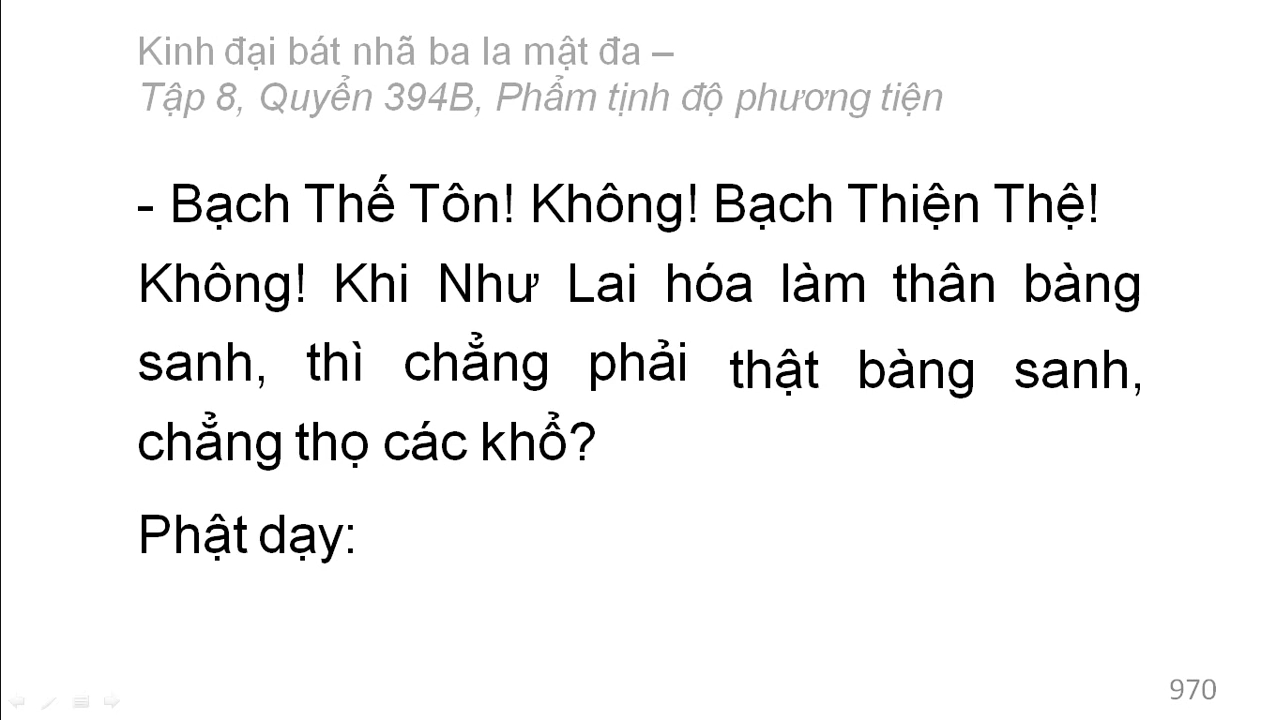 Kinh đại bát nhã ba la mật đa –
Tập 8, Quyển 394B, Phẩm tịnh độ phương tiện
- Bạch Thế Tôn! Không! Bạch Thiện Thệ!
Không! Khi Như Lai hóa làm thân bàng
sanh, thì chẳng phải thật bàng sanh,
chẳng thọ các khổ?
Phật dạy:
970